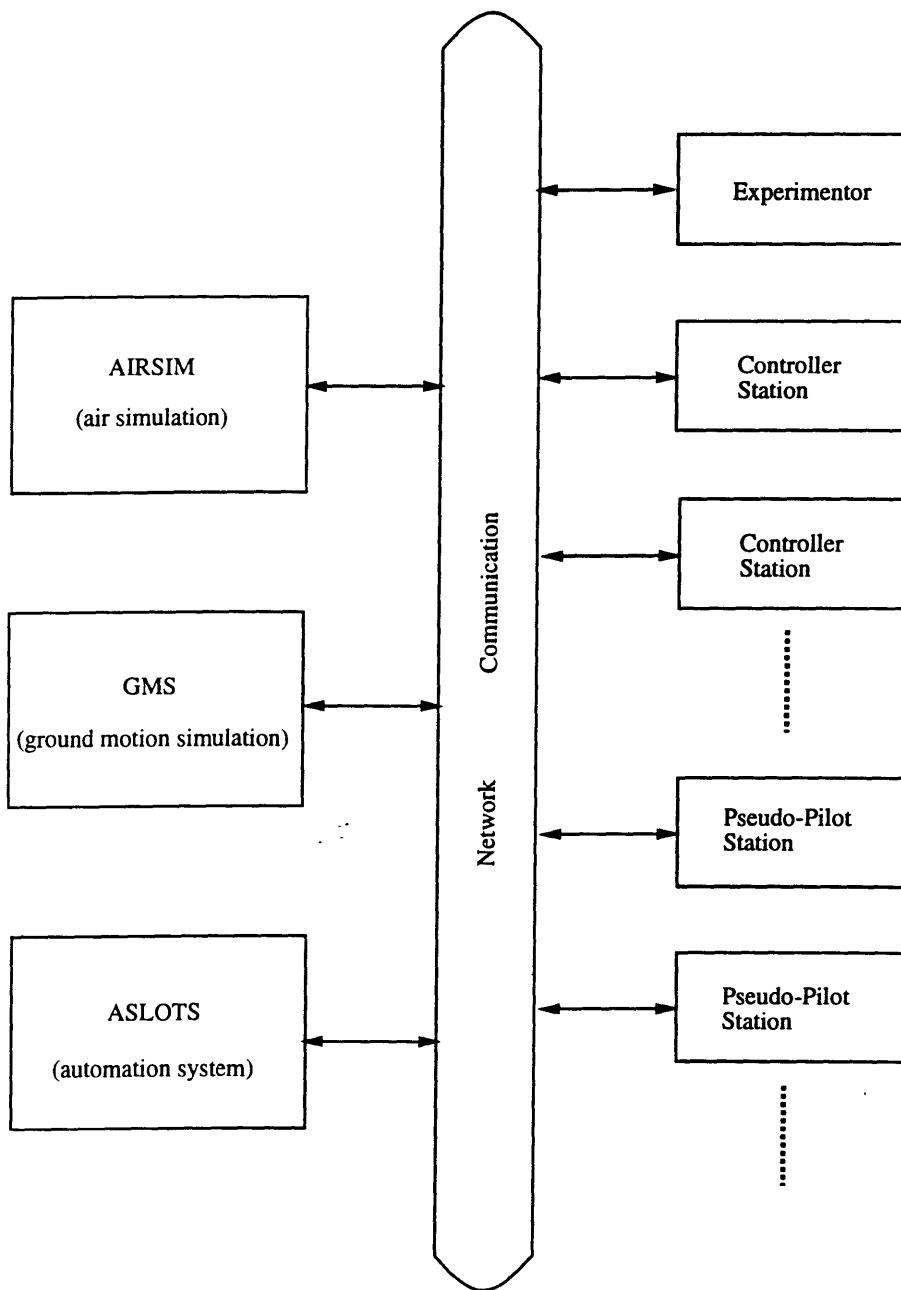 AIRSIM
(air simulation)
GMS
(ground motion simulation)
ASLOTS
(automation system)
Network Communication
Experimentor
Controller
Station
Controller
Station
Pseudo-Pilot
Station
Pseudo-Pilot
Station